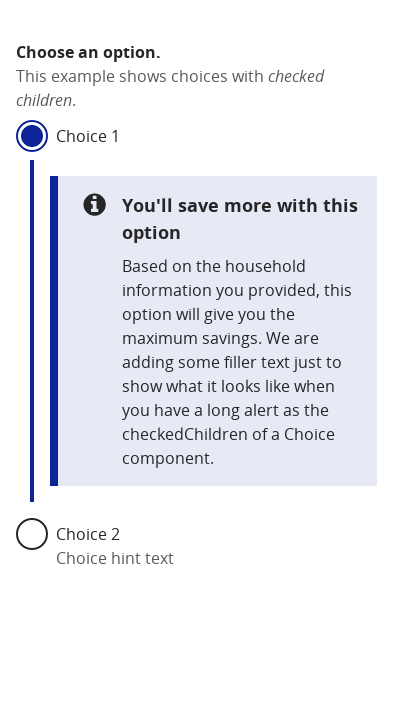 Choose an option.
This example shows choices with checked
children.
Choice 1
You'll save more with this
option
Based on the household
information you provided, this
option will give you the
maximum savings. We are
adding some filler text just to
show what it looks like when
you have a long alert as the
checkedChildren of a Choice
component.
Choice 2
Choice hint text